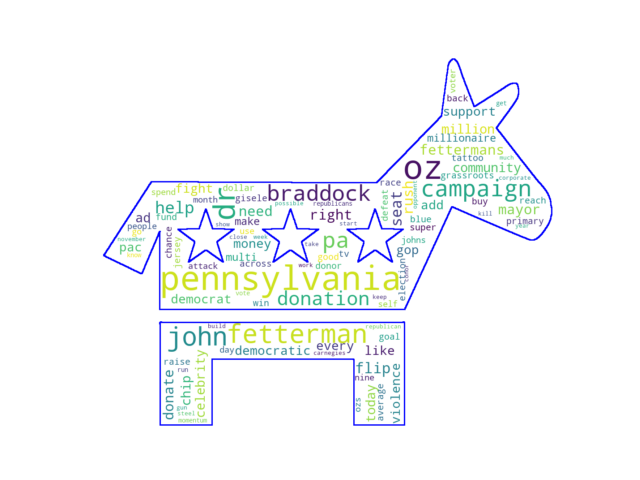 voter
back
get
support
million
millionaire
fettermans
tattoo
much
oz
community
grassroots
corporate
race
campaign
rush
opponent
defeat
seat
buy
reach
add
mayor
kill
blue
primary
super
year
johns
gop
election
spend
fight
dollar
month
gisele
braddock
dr
possible
republicans
help
need
right
ad
fund
make
start
people
show
use
pa
november
close
week
money
take
tv
pac
keep
jersey
chance
multi
good
attack
across
work
donor
pennsylvania
democrat
vote
win
donation
keep
self
john
build
fetterman
republican
goal
day
democratic
every
carnegies
like
raise
run
donate
chip
celebrity
gun
steal
momentum
flip
nine
ozs
today
average
violence